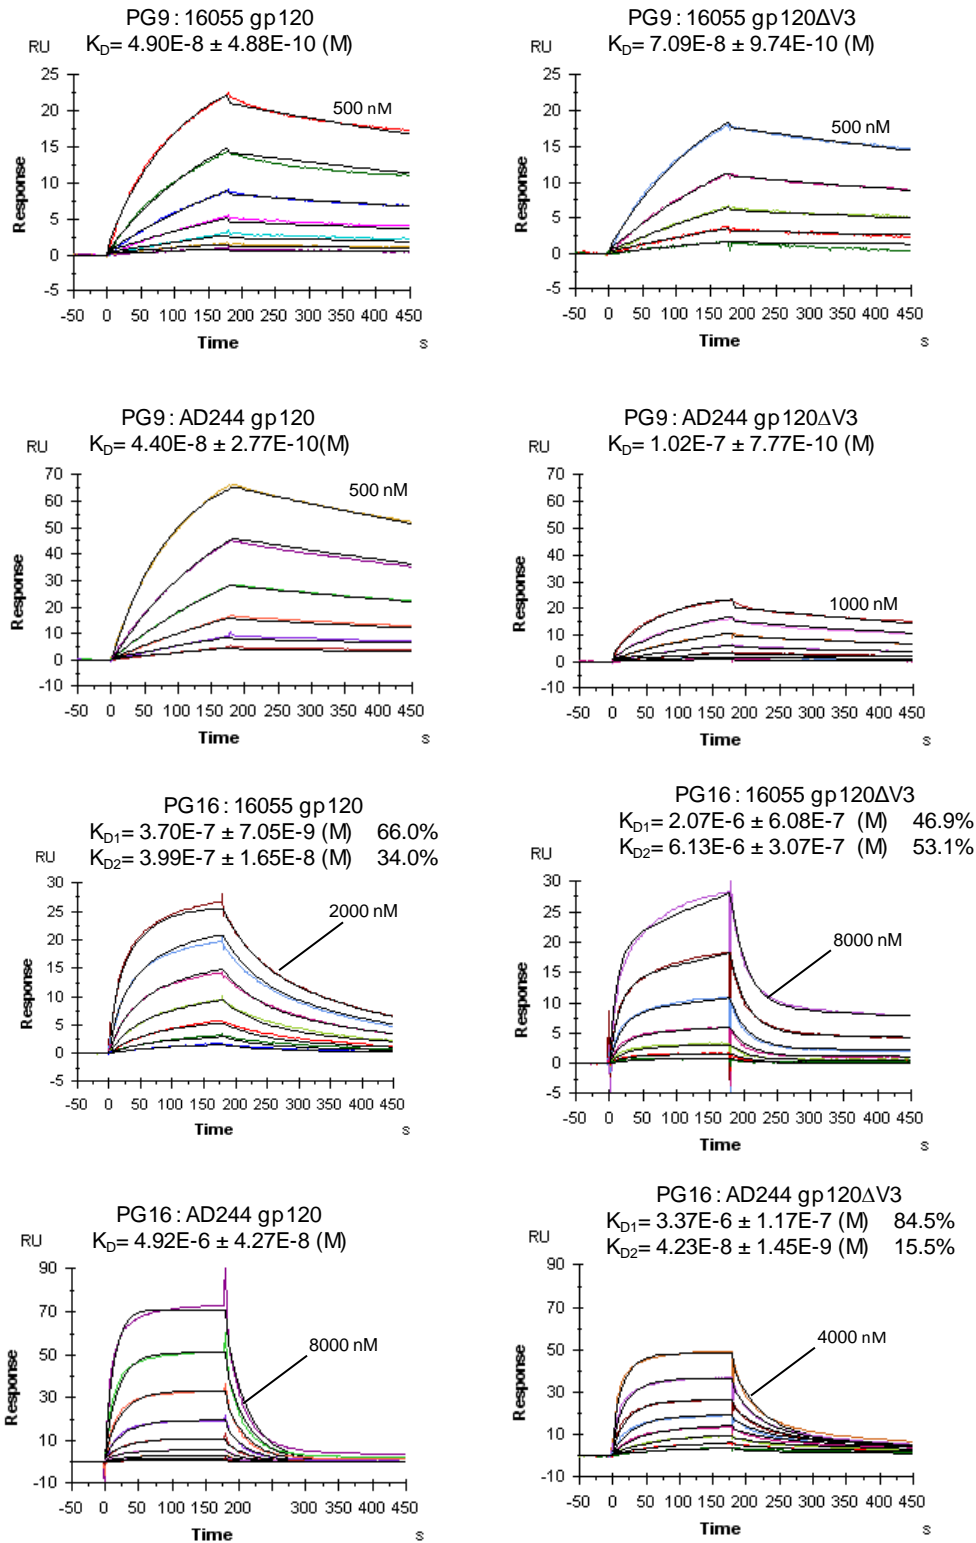 PG9 : 16055 gp120
K_D= 4.90E-8 ± 4.88E-10 (M)
RU
25
20
15
10
5
0
-5
500 nM
Response
-50 0 50 100 150 200 250 300 350 400 450
Time
s
PG9 : 16055 gp120ΔV3
K_D= 7.09E-8 ± 9.74E-10 (M)
RU
25
20
15
10
5
0
-5
500 nM
Response
-50 0 50 100 150 200 250 300 350 400 450
Time
s
PG9 : AD244 gp120
K_D= 4.40E-8 ± 2.77E-10(M)
RU
70
60
50
40
30
20
10
0
-10
500 nM
Response
-50 0 50 100 150 200 250 300 350 400 450
Time
s
PG9 : AD244 gp120ΔV3
K_D= 1.02E-7 ± 7.77E-10 (M)
RU
70
60
50
40
30
20
10
0
-10
1000 nM
Response
-50 0 50 100 150 200 250 300 350 400 450
Time
s
PG16 : 16055 gp120
K_D1= 3.70E-7 ± 7.05E-9 (M) 66.0%
K_D2= 3.99E-7 ± 1.65E-8 (M) 34.0%
RU
30
25
20
15
10
5
0
-5
2000 nM
Response
-50 0 50 100 150 200 250 300 350 400 450
Time
s
PG16 : 16055 gp120ΔV3
K_D1= 2.07E-6 ± 6.08E-7 (M) 46.9%
K_D2= 6.13E-6 ± 3.07E-7 (M) 53.1%
RU
30
25
20
15
10
5
0
-5
8000 nM
Response
-50 0 50 100 150 200 250 300 350 400 450
Time
s
PG16 : AD244 gp120
K_D= 4.92E-6 ± 4.27E-8 (M)
RU
90
70
50
30
10
-10
8000 nM
Response
-50 0 50 100 150 200 250 300 350 400 450
Time
s
PG16 : AD244 gp120ΔV3
K_D1= 3.37E-6 ± 1.17E-7 (M) 84.5%
K_D2= 4.23E-8 ± 1.45E-9 (M) 15.5%
RU
90
70
50
30
10
-10
4000 nM
Response
-50 0 50 100 150 200 250 300 350 400 450
Time
s